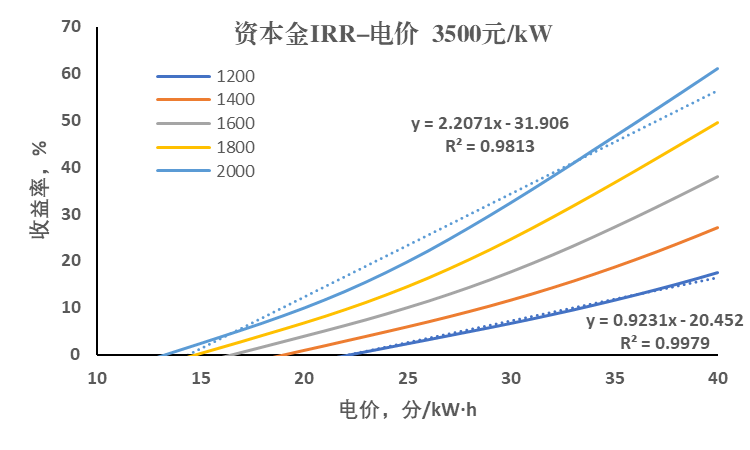 资本金IRR–电价 3500元/kW
70
60
50
40
30
20
10
0
收益率，%
1200
1400
1600
1800
2000
y = 2.2071x - 31.906
R² = 0.9813
y = 0.9231x - 20.452
R² = 0.9979
10
15
20
25
30
35
40
电价，分/kW·h